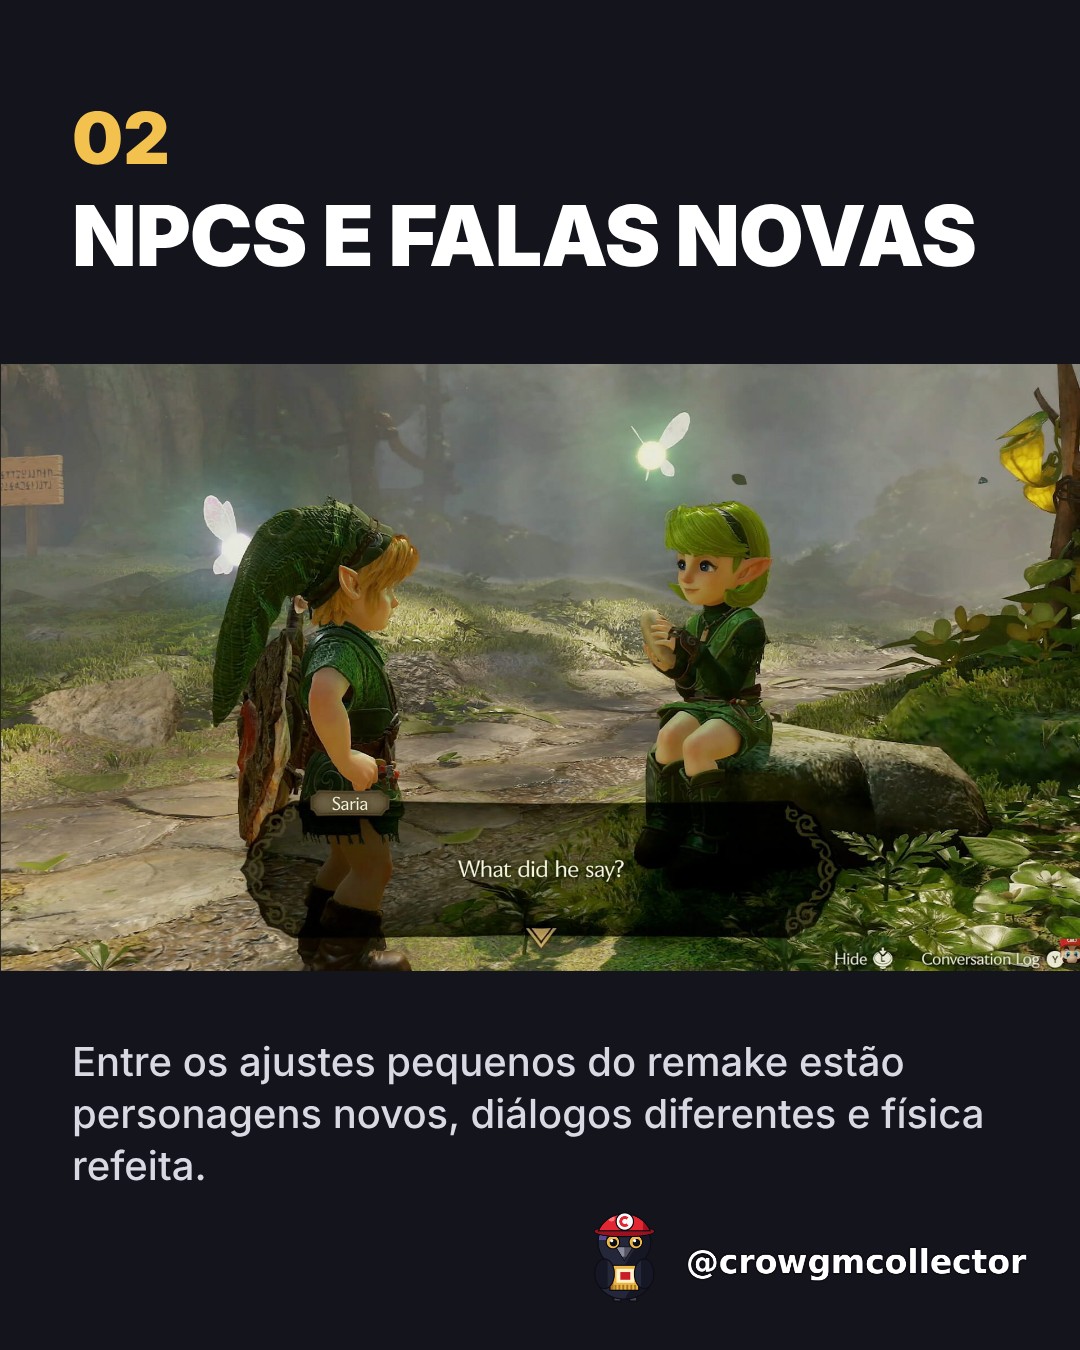 02
NPCS E FALAS NOVAS
Saria
What did he say?
Hide L Conversation Log Y
Entre os ajustes pequenos do remake estão
personagens novos, diálogos diferentes e física
refeita.
C
@crowgmcollector